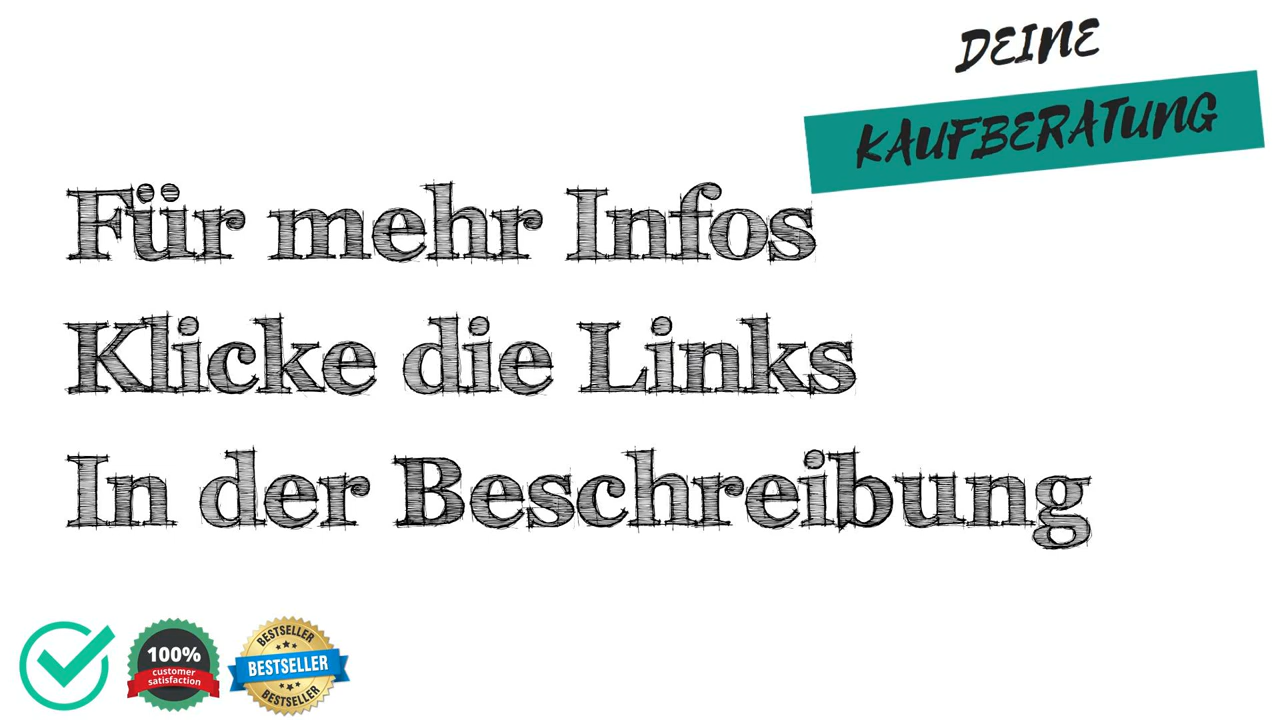 DEINE
KAUFBERATUNG
Für mehr Infos
Klicke die Links
In der Beschreibung
100%
customer
satisfaction
BESTSELLER
BESTSELLER
BESTSELLER